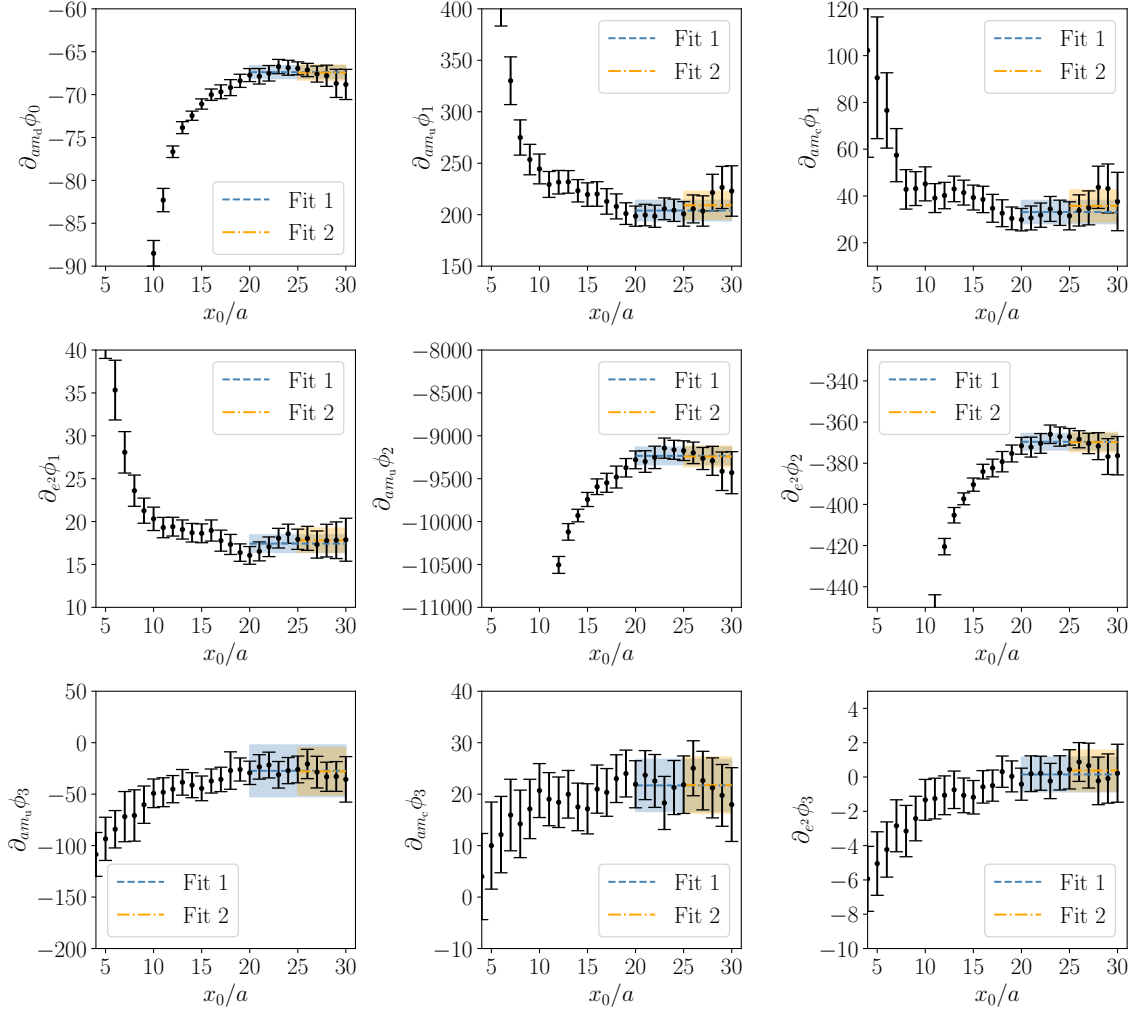 ∂_{am_d}ϕ_0
−60
−65
−70
−75
−80
−85
−90
Fit 1
Fit 2
5 10 15 20 25 30
x_0/a
∂_{am_u}ϕ_1
400
350
300
250
200
150
Fit 1
Fit 2
5 10 15 20 25 30
x_0/a
∂_{am_c}ϕ_1
120
100
80
60
40
20
Fit 1
Fit 2
5 10 15 20 25 30
x_0/a
∂_{e^2}ϕ_1
40
35
30
25
20
15
10
Fit 1
Fit 2
5 10 15 20 25 30
x_0/a
∂_{am_u}ϕ_2
−8000
−8500
−9000
−9500
−10000
−10500
−11000
Fit 1
Fit 2
5 10 15 20 25 30
x_0/a
∂_{e^2}ϕ_2
−340
−360
−380
−400
−420
−440
Fit 1
Fit 2
5 10 15 20 25 30
x_0/a
∂_{am_u}ϕ_3
50
0
−50
−100
−150
−200
Fit 1
Fit 2
5 10 15 20 25 30
x_0/a
∂_{am_c}ϕ_3
40
30
20
10
0
−10
Fit 1
Fit 2
5 10 15 20 25 30
x_0/a
∂_{e^2}ϕ_3
4
2
0
−2
−4
−6
−8
−10
Fit 1
Fit 2
5 10 15 20 25 30
x_0/a